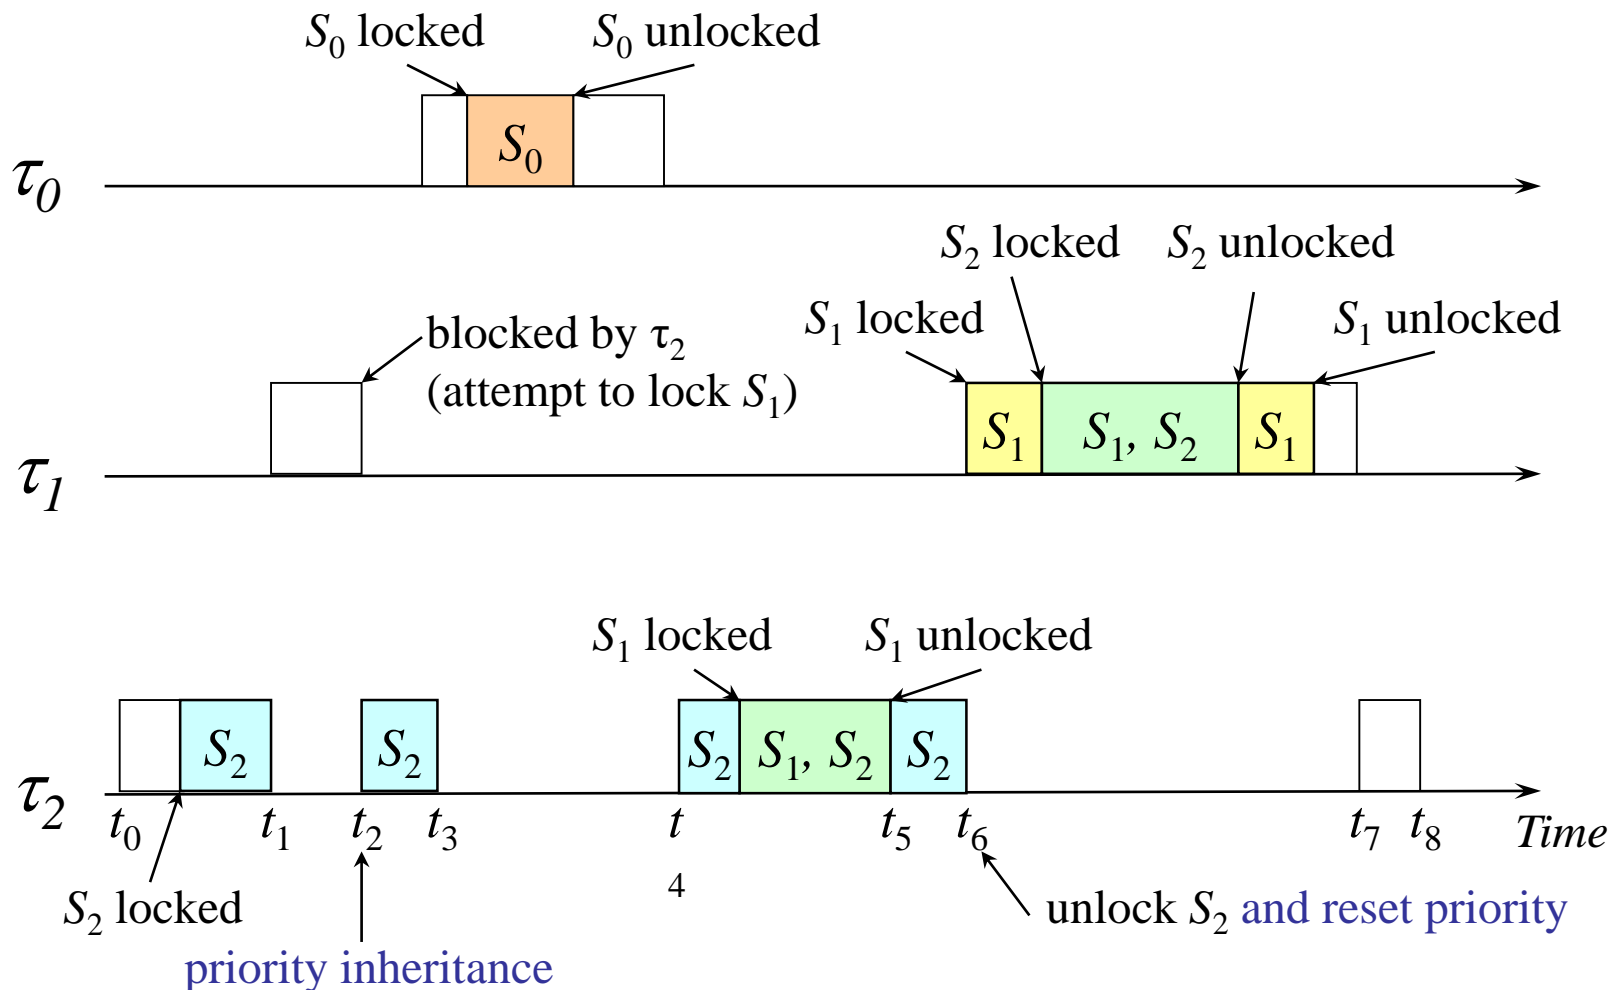 S₀ locked
S₀ unlocked
S₀
τ₀
S₂ locked
S₂ unlocked
S₁ locked
S₁ unlocked
blocked by τ₂
(attempt to lock S₁)
S₁
S₁, S₂
S₁
τ₁
S₁ locked
S₁ unlocked
S₂
S₂
S₂
S₁, S₂
S₂
τ₂
t₀
t₁
t₂
t₃
t
4
t₅
t₆
t₇
t₈
Time
S₂ locked
priority inheritance
unlock S₂ and reset priority